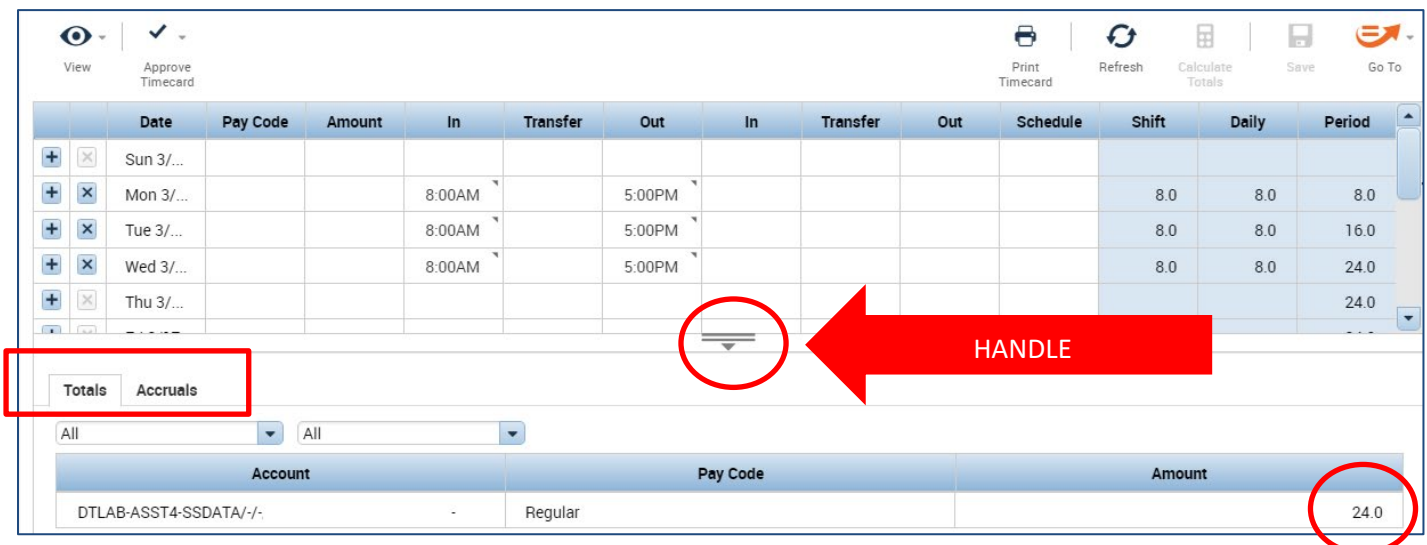 View
Approve
Timecard
Print
Timecard
Refresh
Calculate
Totals
Save
Go To
Date Pay Code Amount In Transfer Out In Transfer Out Schedule Shift Daily Period
Sun 3/...
Mon 3/... 8:00AM 5:00PM 8.0 8.0 8.0
Tue 3/... 8:00AM 5:00PM 8.0 8.0 16.0
Wed 3/... 8:00AM 5:00PM 8.0 8.0 24.0
Thu 3/... 24.0
HANDLE
Totals Accruals
All All
Account Pay Code Amount
DTLAB-ASST4-SSDATA/-/- - Regular 24.0